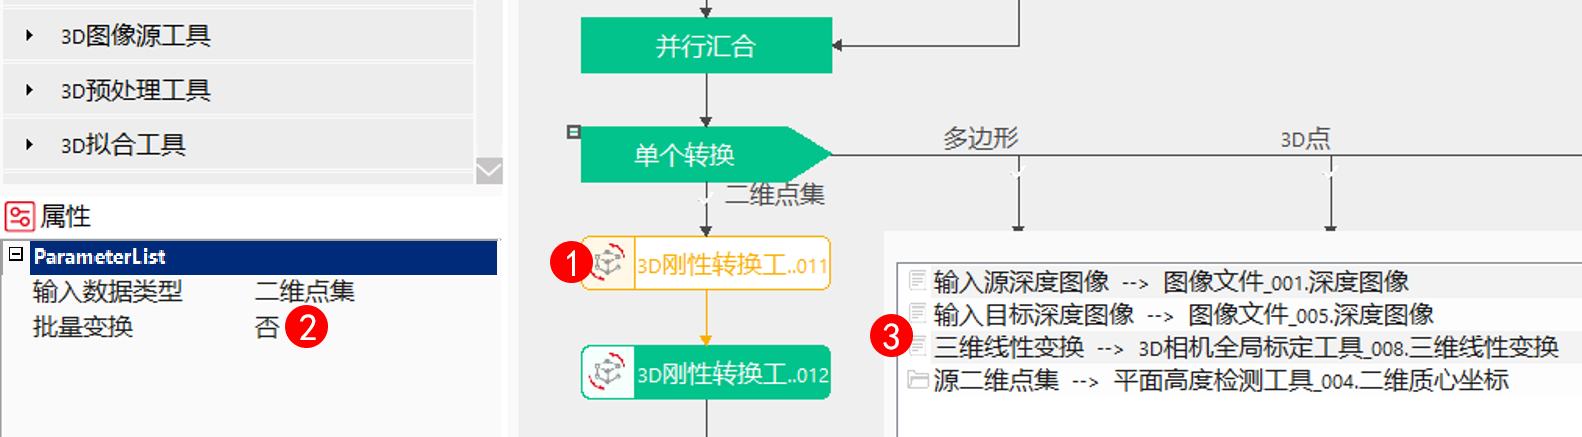 3D图像源工具
3D预处理工具
3D拟合工具
属性
ParameterList
输入数据类型 二维点集
批量变换 否 2
并行汇合
单个转换
多边形
3D点
二维点集
1 3D刚性转换工..011
3D刚性转换工..012
输入源深度图像 --> 图像文件_001.深度图像
输入目标深度图像 --> 图像文件_005.深度图像
3 三维线性变换 --> 3D相机全局标定工具_008.三维线性变换
源二维点集 --> 平面高度检测工具_004.二维质心坐标